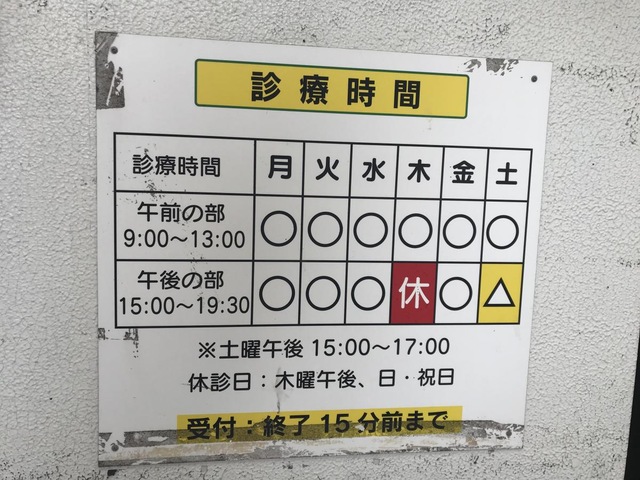 診療時間
診療時間 月 火 水 木 金 土
午前の部
9:00～13:00 ○ ○ ○ ○ ○ ○
午後の部
15:00～19:30 ○ ○ ○ 休 ○ △
※土曜午後 15:00～17:00
休診日：木曜午後、日・祝日
受付：終了 15 分前まで